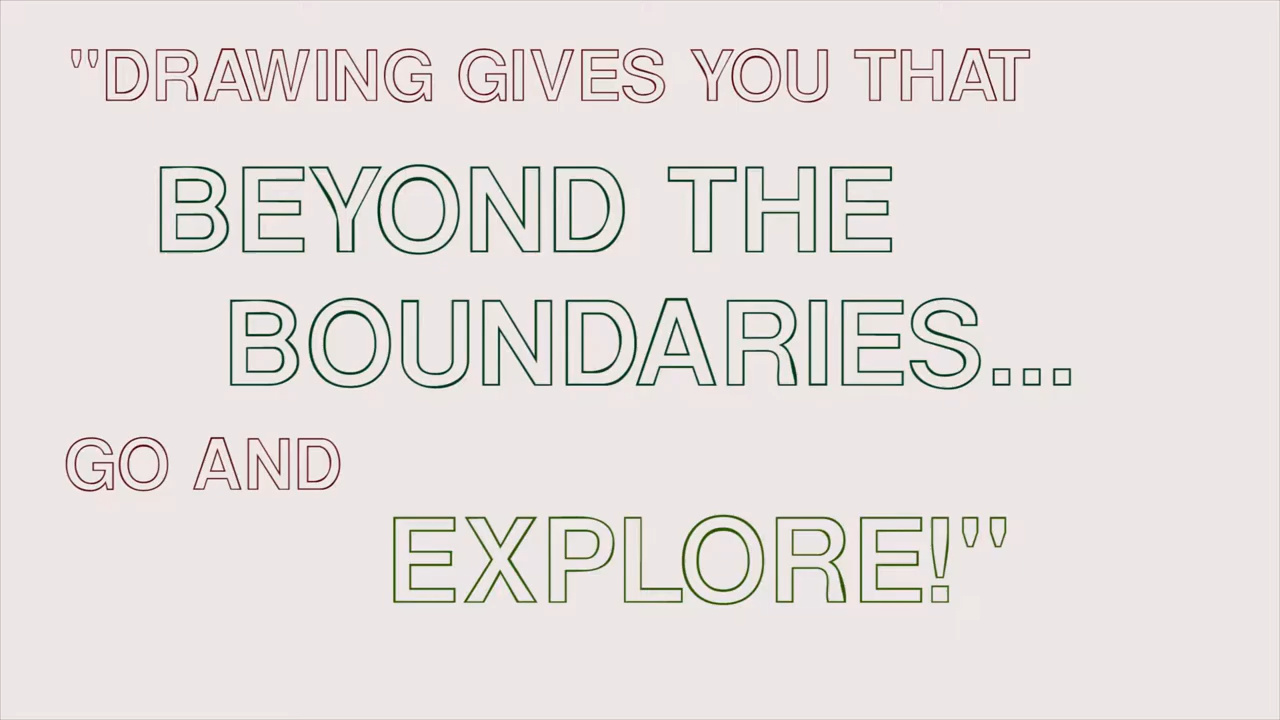 "DRAWING GIVES YOU THAT
BEYOND THE
BOUNDARIES...
GO AND
EXPLORE!"